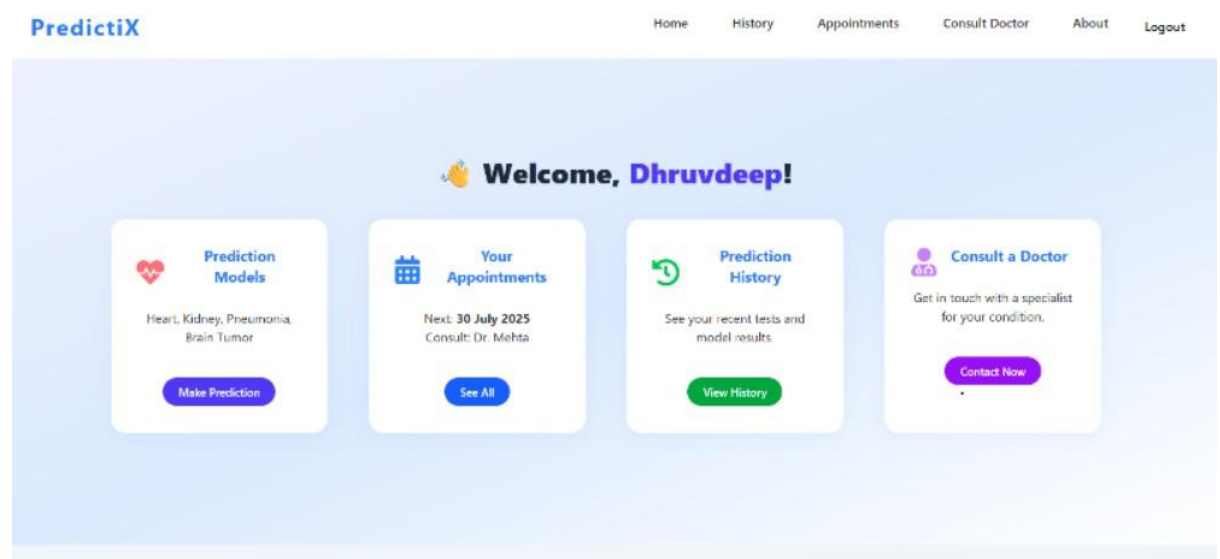 PredictiX
Home History Appointments Consult Doctor About Logout
Welcome, Dhruvdeep!
Prediction
Models
Heart, Kidney, Pneumonia,
Brain Tumor
Make Prediction
Your
Appointments
Next: 30 July 2025
Consult: Dr. Mehta
See All
Prediction
History
See your recent tests and
model results.
View History
Consult a Doctor
Get in touch with a specialist
for your condition.
Contact Now